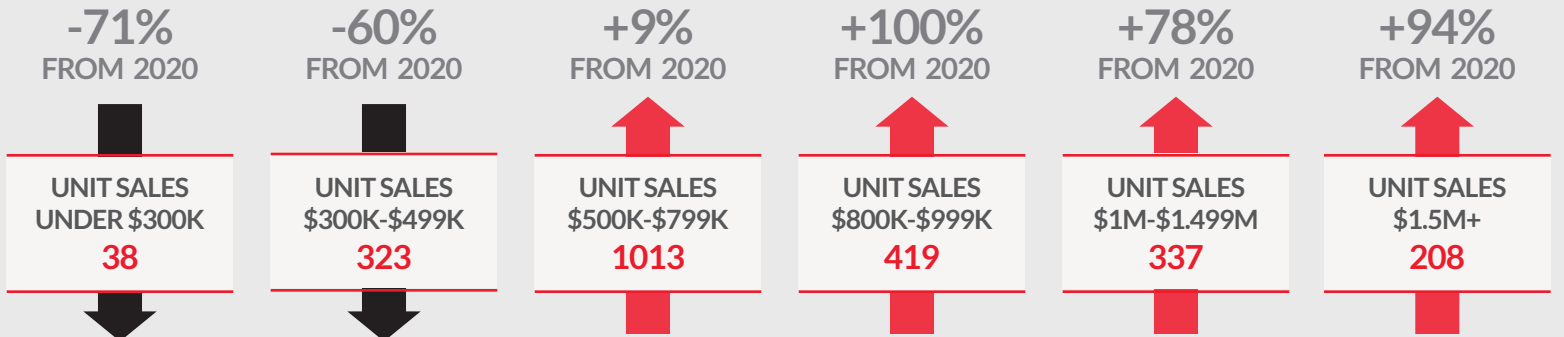 -71%
FROM 2020
UNIT SALES
UNDER $300K
38
-60%
FROM 2020
UNIT SALES
$300K-$499K
323
+9%
FROM 2020
UNIT SALES
$500K-$799K
1013
+100%
FROM 2020
UNIT SALES
$800K-$999K
419
+78%
FROM 2020
UNIT SALES
$1M-$1.499M
337
+94%
FROM 2020
UNIT SALES
$1.5M+
208